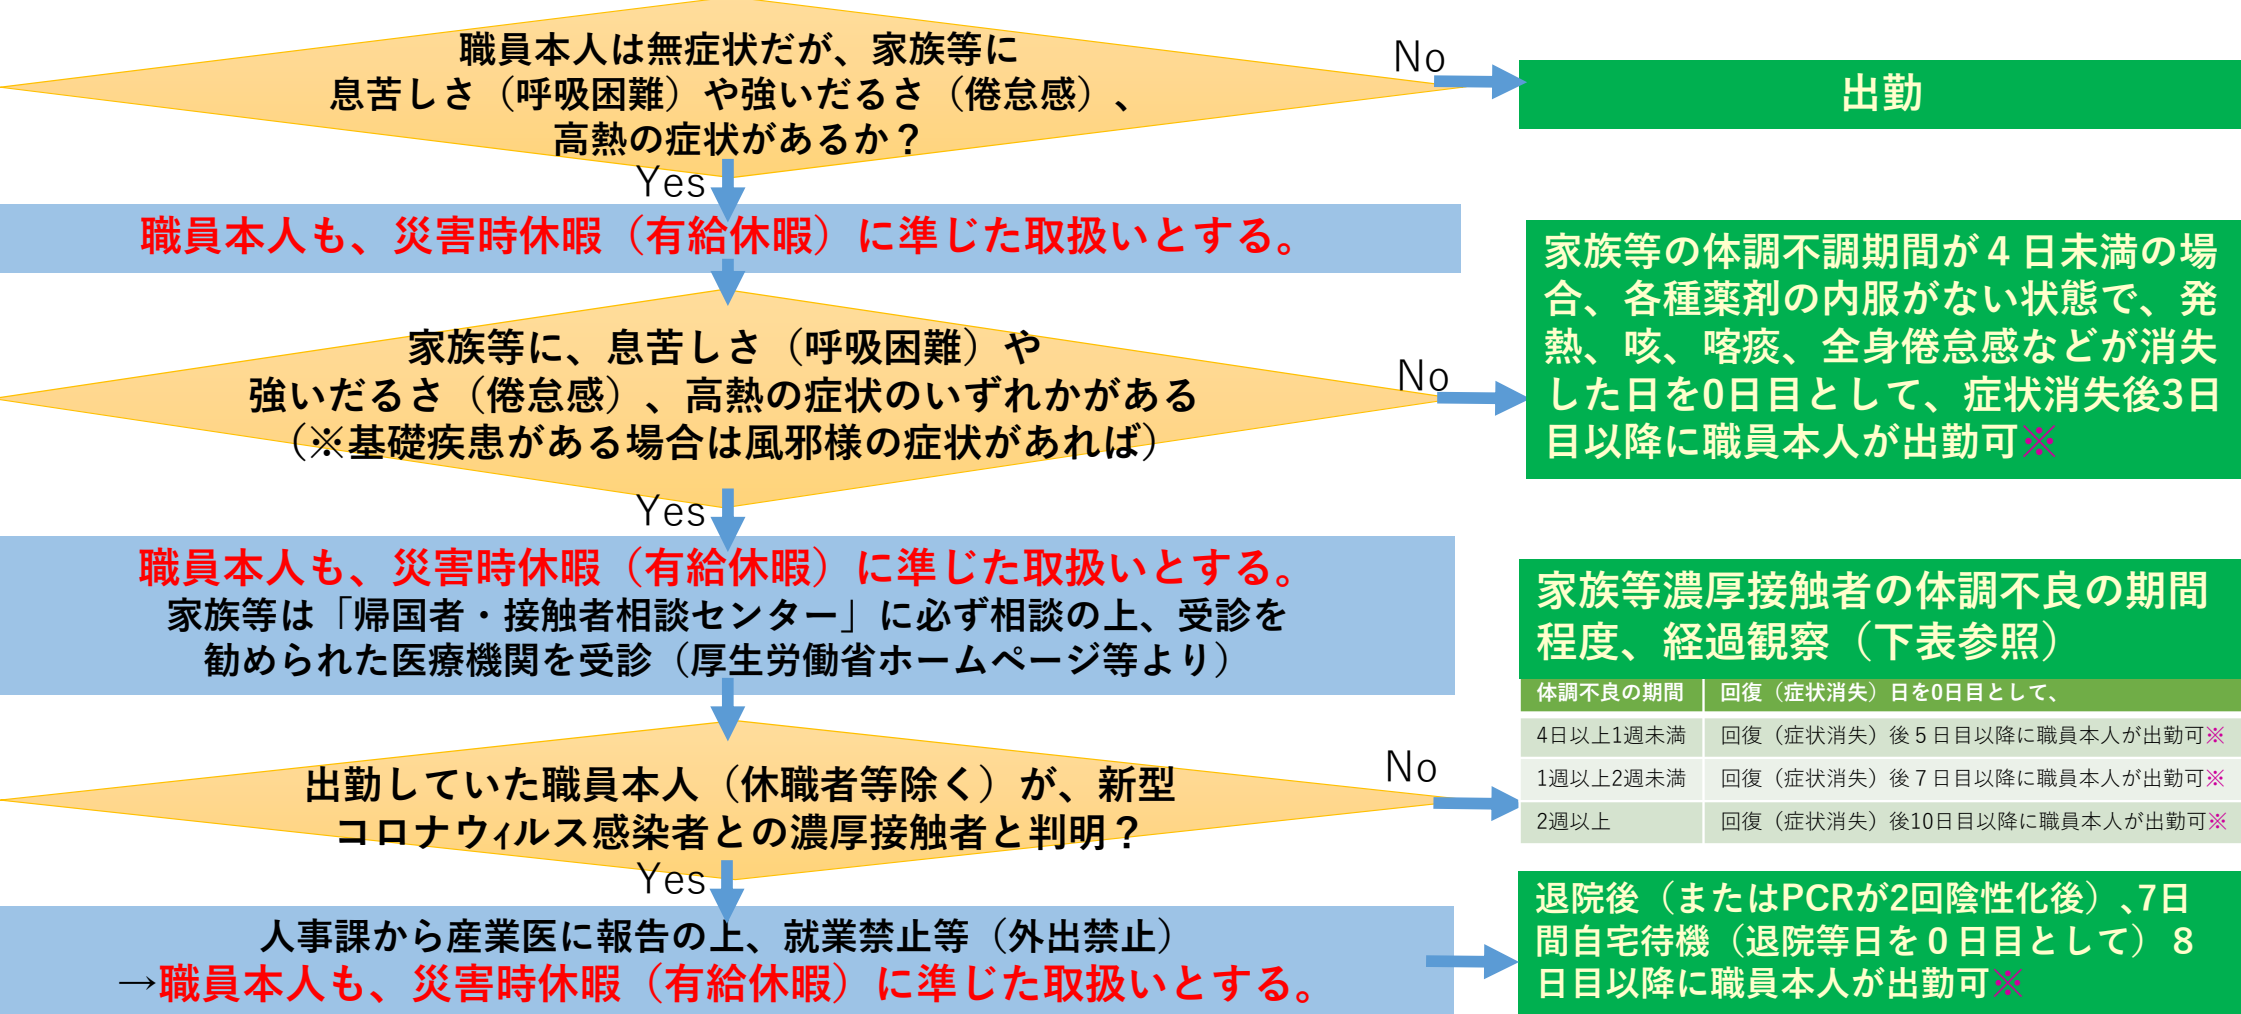 職員本人は無症状だが、家族等に
息苦しさ（呼吸困難）や強いだるさ（倦怠感）、
高熱の症状があるか？
No
出勤
Yes
職員本人も、災害時休暇（有給休暇）に準じた取扱いとする。
家族等に、息苦しさ（呼吸困難）や
強いだるさ（倦怠感）、高熱の症状のいずれかがある
（※基礎疾患がある場合は風邪様の症状があれば）
No
家族等の体調不調期間が４日未満の場
合、各種薬剤の内服がない状態で、発
熱、咳、喀痰、全身倦怠感などが消失
した日を0日目として、症状消失後3日
目以降に職員本人が出勤可※
Yes
職員本人も、災害時休暇（有給休暇）に準じた取扱いとする。
家族等は「帰国者・接触者相談センター」に必ず相談の上、受診を
勧められた医療機関を受診（厚生労働省ホームページ等より）
出勤していた職員本人（休職者等除く）が、新型
コロナウィルス感染者との濃厚接触者と判明？
No
家族等濃厚接触者の体調不良の期間
程度、経過観察（下表参照）
体調不良の期間 回復（症状消失）日を0日目として、
4日以上1週未満 回復（症状消失）後５日目以降に職員本人が出勤可※
1週以上2週未満 回復（症状消失）後７日目以降に職員本人が出勤可※
2週以上 回復（症状消失）後10日目以降に職員本人が出勤可※
Yes
人事課から産業医に報告の上、就業禁止等（外出禁止）
→職員本人も、災害時休暇（有給休暇）に準じた取扱いとする。
退院後（またはPCRが2回陰性化後）、7日
間自宅待機（退院等日を０日目として）８
日目以降に職員本人が出勤可※